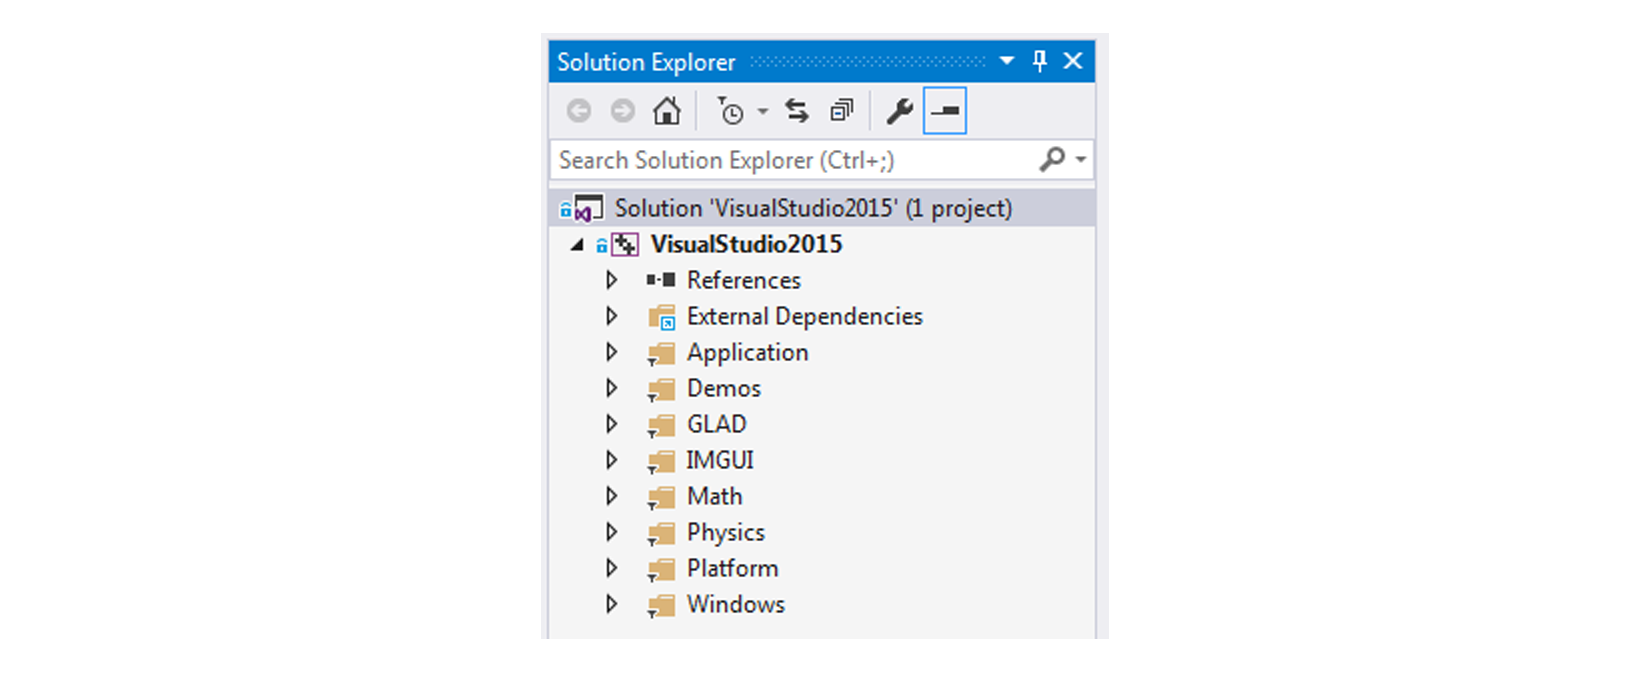 Solution Explorer
Search Solution Explorer (Ctrl+;)
Solution 'VisualStudio2015' (1 project)
VisualStudio2015
References
External Dependencies
Application
Demos
GLAD
IMGUI
Math
Physics
Platform
Windows